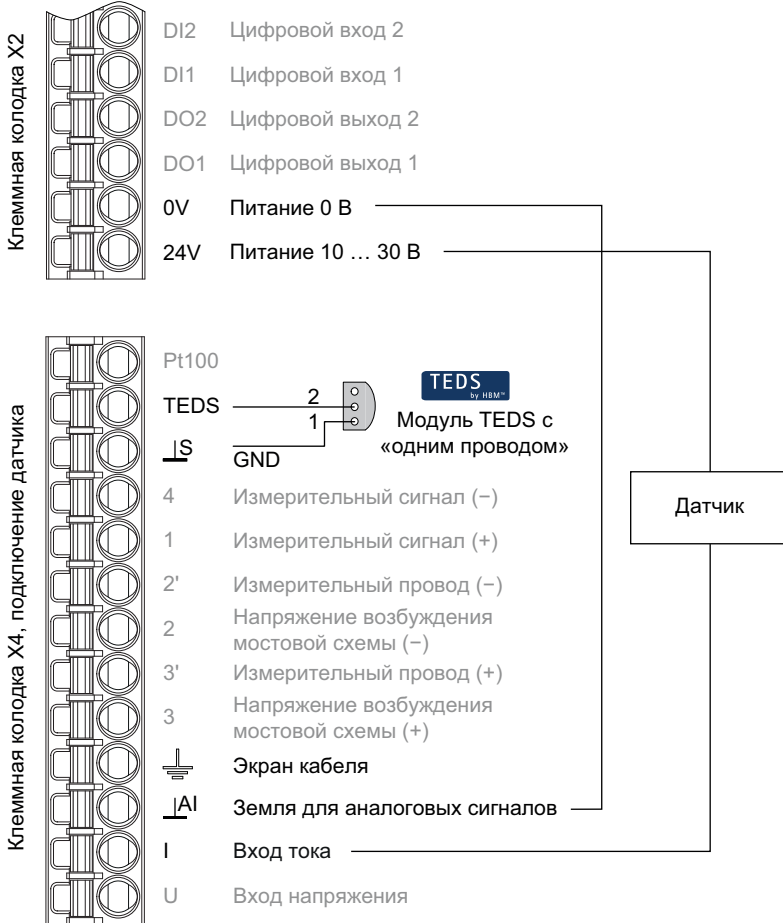 Клеммная колодка X2
DI2 Цифровой вход 2
DI1 Цифровой вход 1
DO2 Цифровой выход 2
DO1 Цифровой выход 1
0V Питание 0 В
24V Питание 10 … 30 В
Клеммная колодка X4, подключение датчика
Pt100
TEDS 2
1
S
GND
TEDS
by HBM™
Модуль TEDS с
«одним проводом»
4 Измерительный сигнал (−)
1 Измерительный сигнал (+)
2' Измерительный провод (−)
2 Напряжение возбуждения
мостовой схемы (−)
3' Измерительный провод (+)
3 Напряжение возбуждения
мостовой схемы (+)
Экран кабеля
AI Земля для аналоговых сигналов
I Вход тока
U Вход напряжения
Датчик